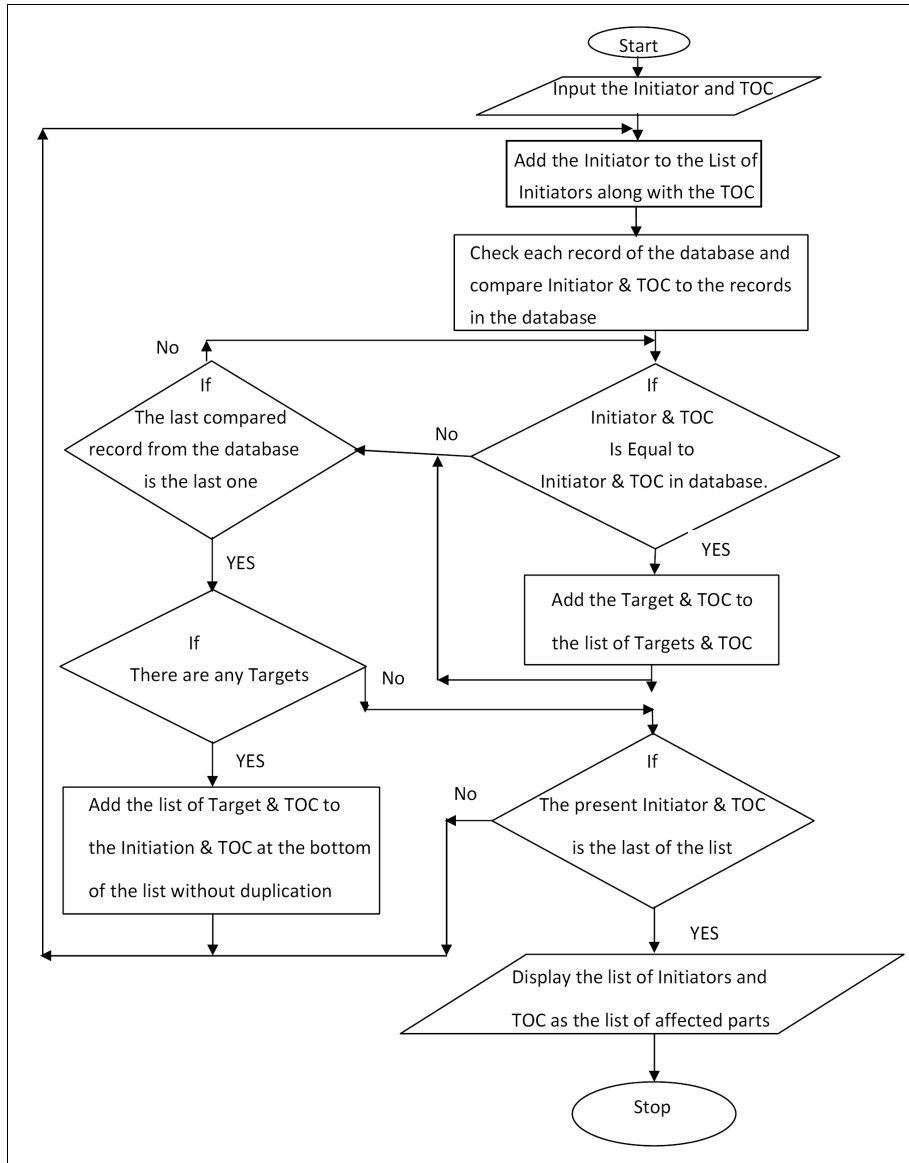 Start
Input the Initiator and TOC
Add the Initiator to the List of
Initiators along with the TOC
Check each record of the database and
compare Initiator & TOC to the records
in the database
No
If
The last compared
record from the database
is the last one
No
If
Initiator & TOC
Is Equal to
Initiator & TOC in database.
YES
YES
Add the Target & TOC to
the list of Targets & TOC
If
There are any Targets
No
YES
If
The present Initiator & TOC
is the last of the list
No
Add the list of Target & TOC to
the Initiation & TOC at the bottom
of the list without duplication
YES
Display the list of Initiators and
TOC as the list of affected parts
Stop